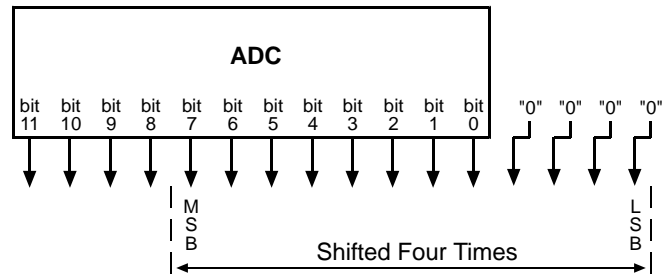 ADC
bit bit bit bit bit bit bit bit bit bit bit bit "0" "0" "0" "0"
11 10 9 8 7 6 5 4 3 2 1 0
MSB LSB
Shifted Four Times